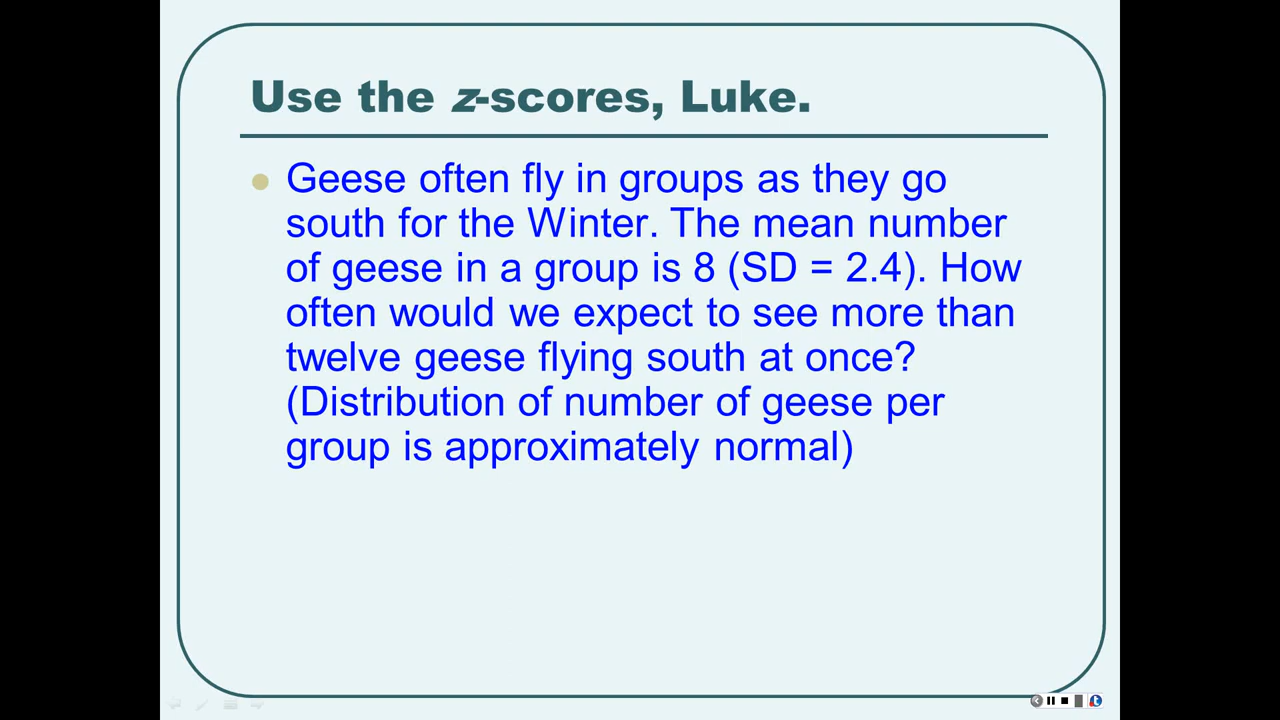 Use the z-scores, Luke.
Geese often fly in groups as they go
south for the Winter. The mean number
of geese in a group is 8 (SD = 2.4). How
often would we expect to see more than
twelve geese flying south at once?
(Distribution of number of geese per
group is approximately normal)